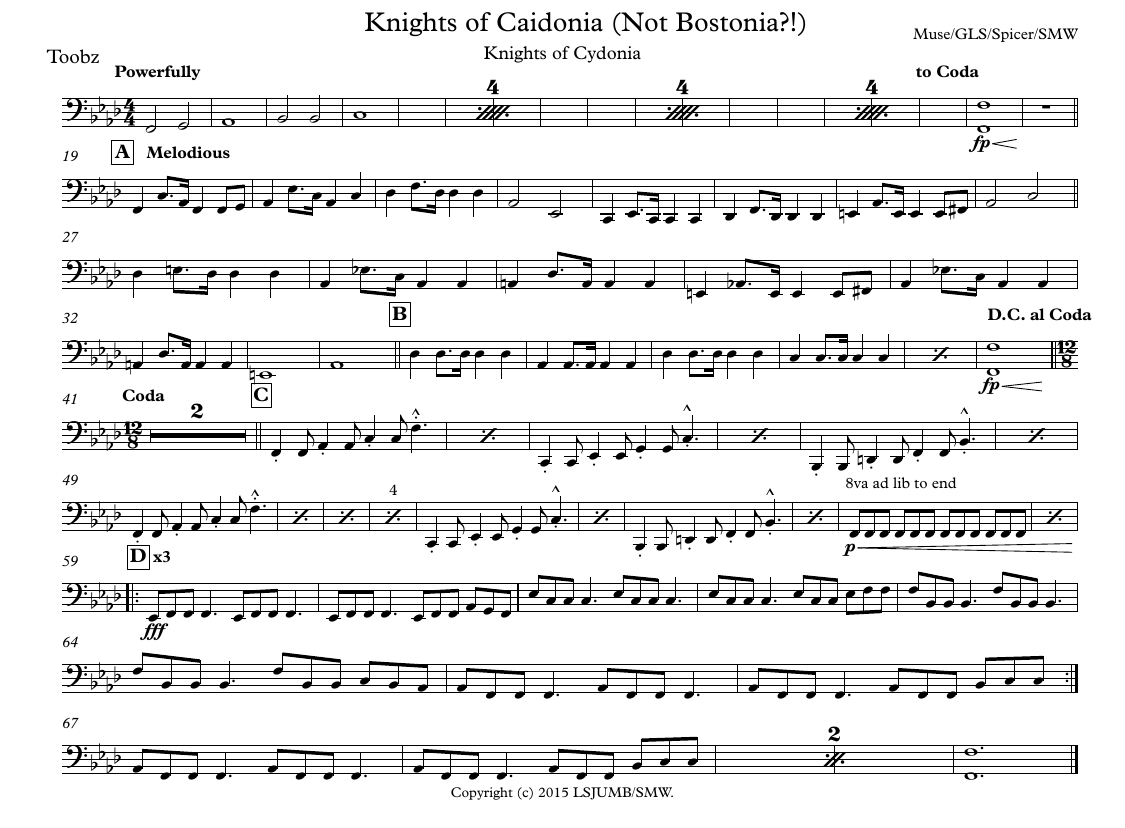 Knights of Caidonia (Not Bostonia?!)
Muse/GLS/Spicer/SMW
Knights of Cydonia
Toobz
Powerfully
to Coda
4 4 4
4
4
fp
19 A Melodious
27
32 B D.C. al Coda
12
8
fp
41 Coda C
2
12
8
49 4 8va ad lib to end
p
59 D x3
fff
64
67
2
Copyright (c) 2015 LSJUMB/SMW.